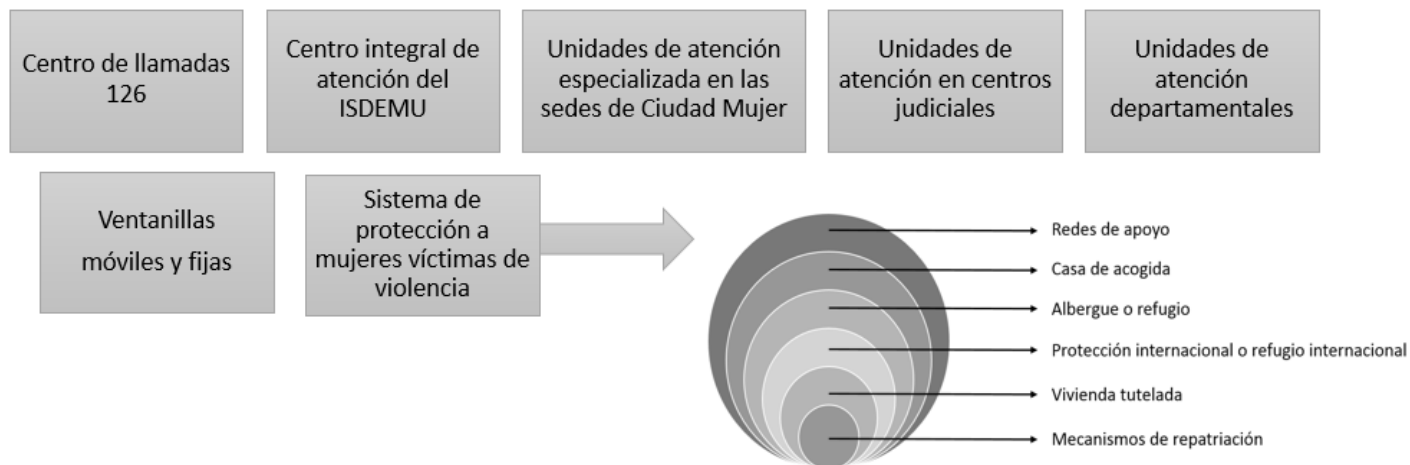 Centro de llamadas
126
Centro integral de
atención del
ISDEMU
Unidades de atención
especializada en las
sedes de Ciudad Mujer
Unidades de
atención en centros
judiciales
Unidades de
atención
departamentales
Ventanillas
móviles y fijas
Sistema de
protección a
mujeres víctimas de
violencia
Redes de apoyo
Casa de acogida
Albergue o refugio
Protección internacional o refugio internacional
Vivienda tutelada
Mecanismos de repatriación